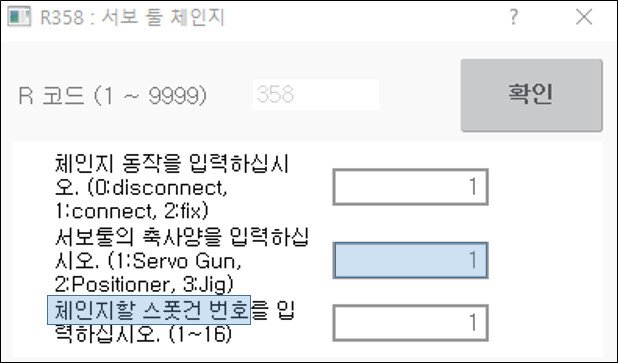 R358 : 서보 툴 체인지
?
R 코드 (1 ~ 9999)
358
확인
체인지 동작을 입력하십시
오. (0:disconnect,
1:connect, 2:fix)
1
서보툴의 축사양을 입력하십
시오. (1:Servo Gun,
2:Positioner, 3:Jig)
1
체인지할 스폿건 번호를 입
력하십시오. (1~16)
1